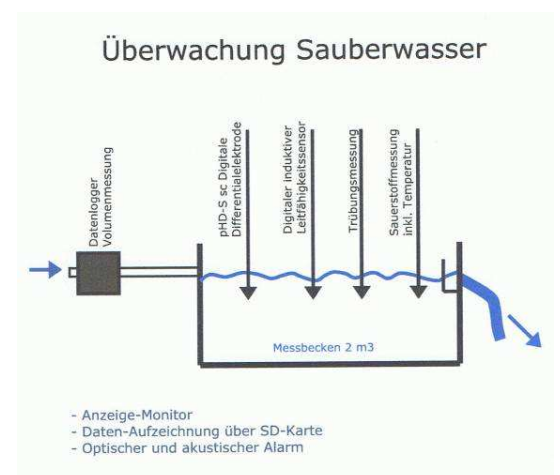 Überwachung Sauberwasser
Datenlogger
Volumenmessung
pHD-S sc Digitale
Differentialelektrode
Digitaler induktiver
Leitfähigkeitssensor
Trübungsmessung
Sauerstoffmessung
inkl. Temperatur
Messbecken 2 m3
- Anzeige-Monitor
- Daten-Aufzeichnung über SD-Karte
- Optischer und akustischer Alarm